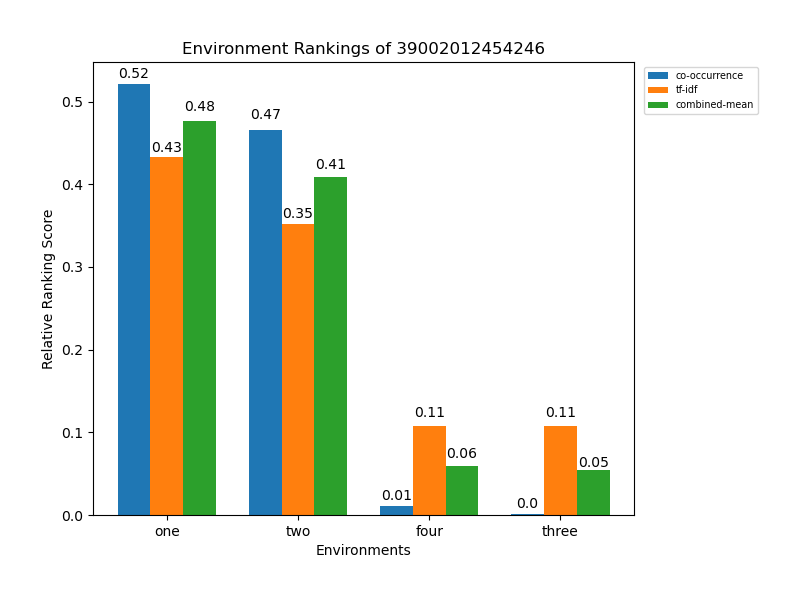 Environment Rankings of 39002012454246
co-occurrence
tf-idf
combined-mean
Relative Ranking Score
0.5
0.4
0.3
0.2
0.1
0.0
0.52
0.43
0.48
0.47
0.35
0.41
0.01
0.11
0.06
0.0
0.11
0.05
one two four three
Environments